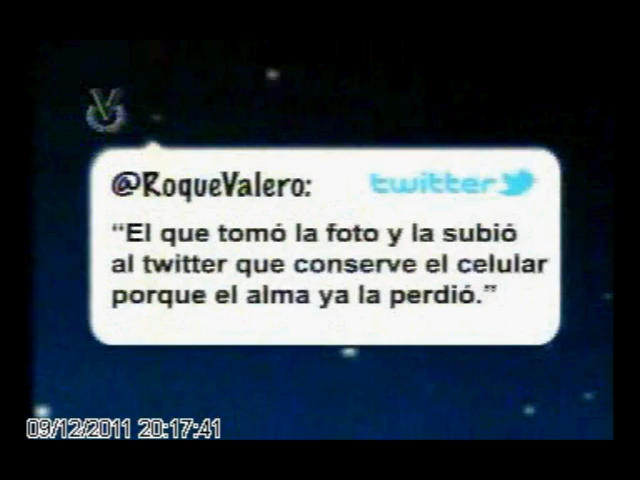 @RoqueValero:
twitter
“El que tomó la foto y la subió
al twitter que conserve el celular
porque el alma ya la perdió.”
09/12/2011 20:17:41